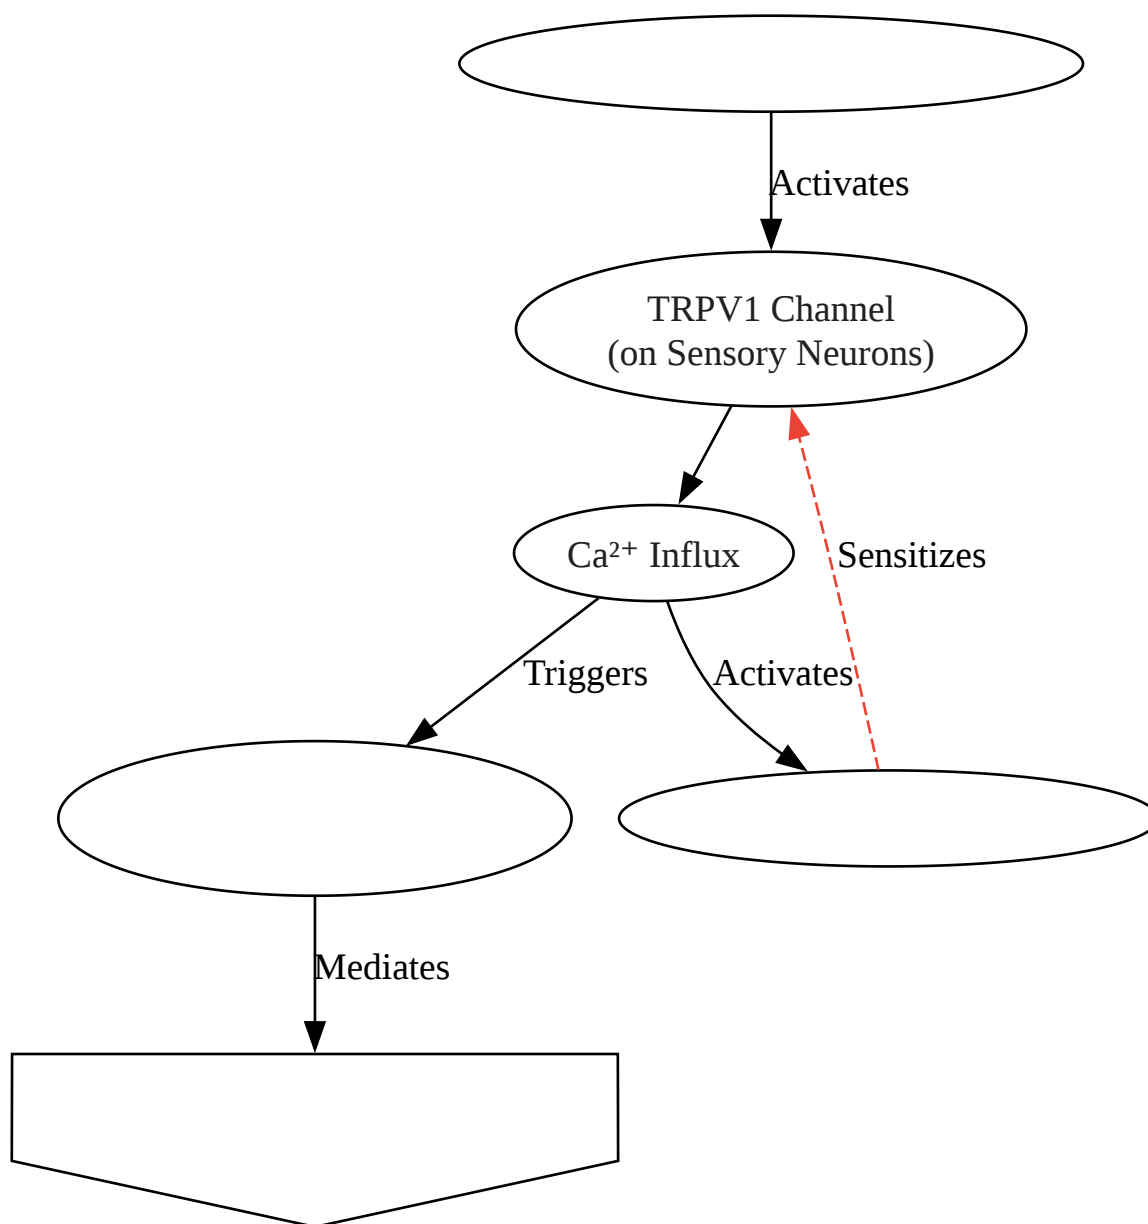 Activates
TRPV1 Channel
(on Sensory Neurons)
Ca²⁺ Influx
Sensitizes
Triggers
Activates
Mediates